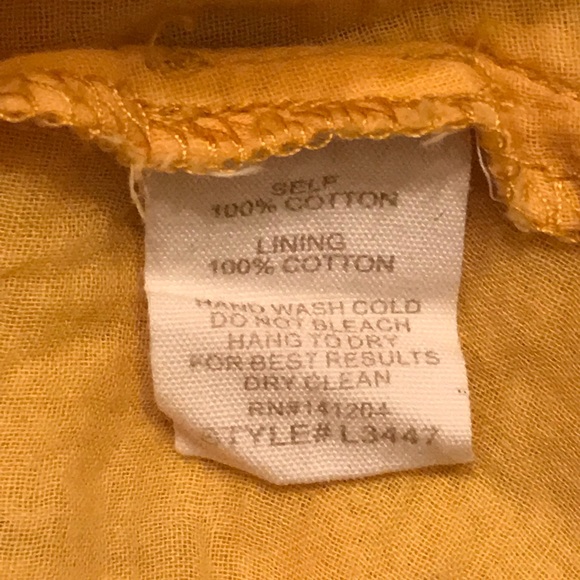 SELF
100% COTTON
LINING
100% COTTON
HAND WASH COLD
DO NOT BLEACH
HANG TO DRY
FOR BEST RESULTS
DRY CLEAN
RN#141204
STYLE# L3447